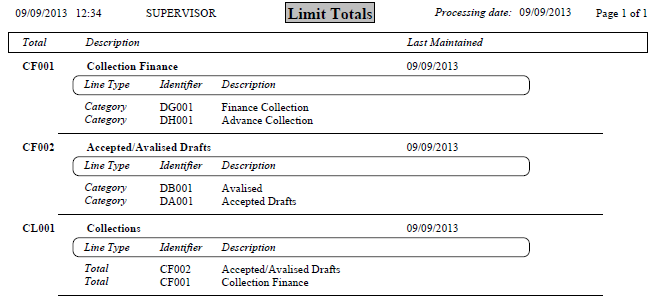 09/09/2013 12:34 SUPERVISOR Limit Totals Processing date: 09/09/2013 Page 1 of 1
Total Description Last Maintained
CF001 Collection Finance 09/09/2013
Line Type Identifier Description
Category DG001 Finance Collection
Category DH001 Advance Collection
CF002 Accepted/Avalised Drafts 09/09/2013
Line Type Identifier Description
Category DB001 Avalised
Category DA001 Accepted Drafts
CL001 Collections 09/09/2013
Line Type Identifier Description
Total CF002 Accepted/Avalised Drafts
Total CF001 Collection Finance